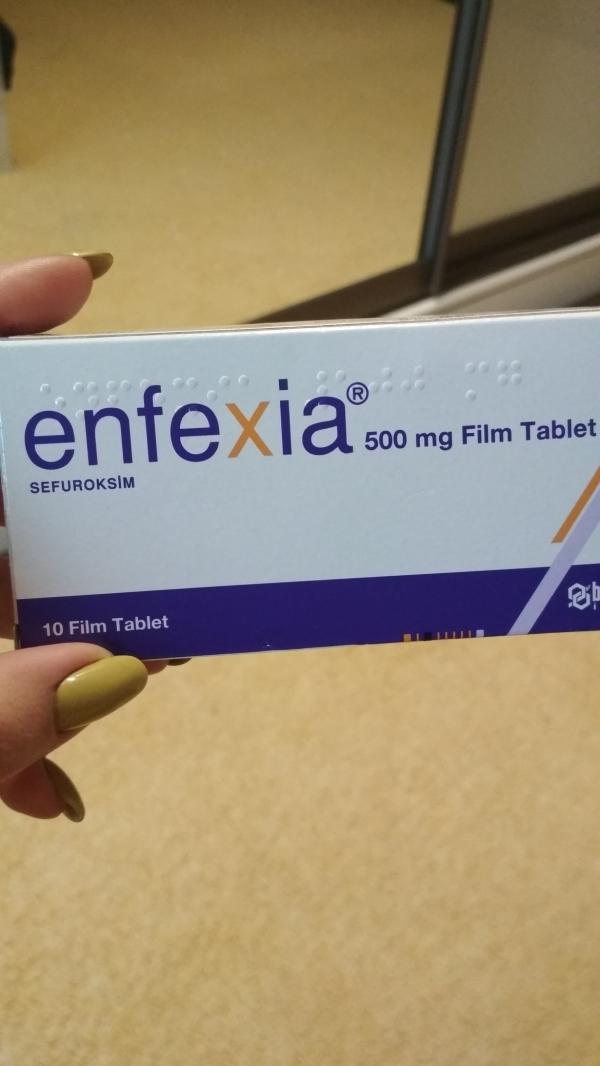 enfexia® 500 mg Film Tablet
SEFUROKSİM
10 Film Tablet